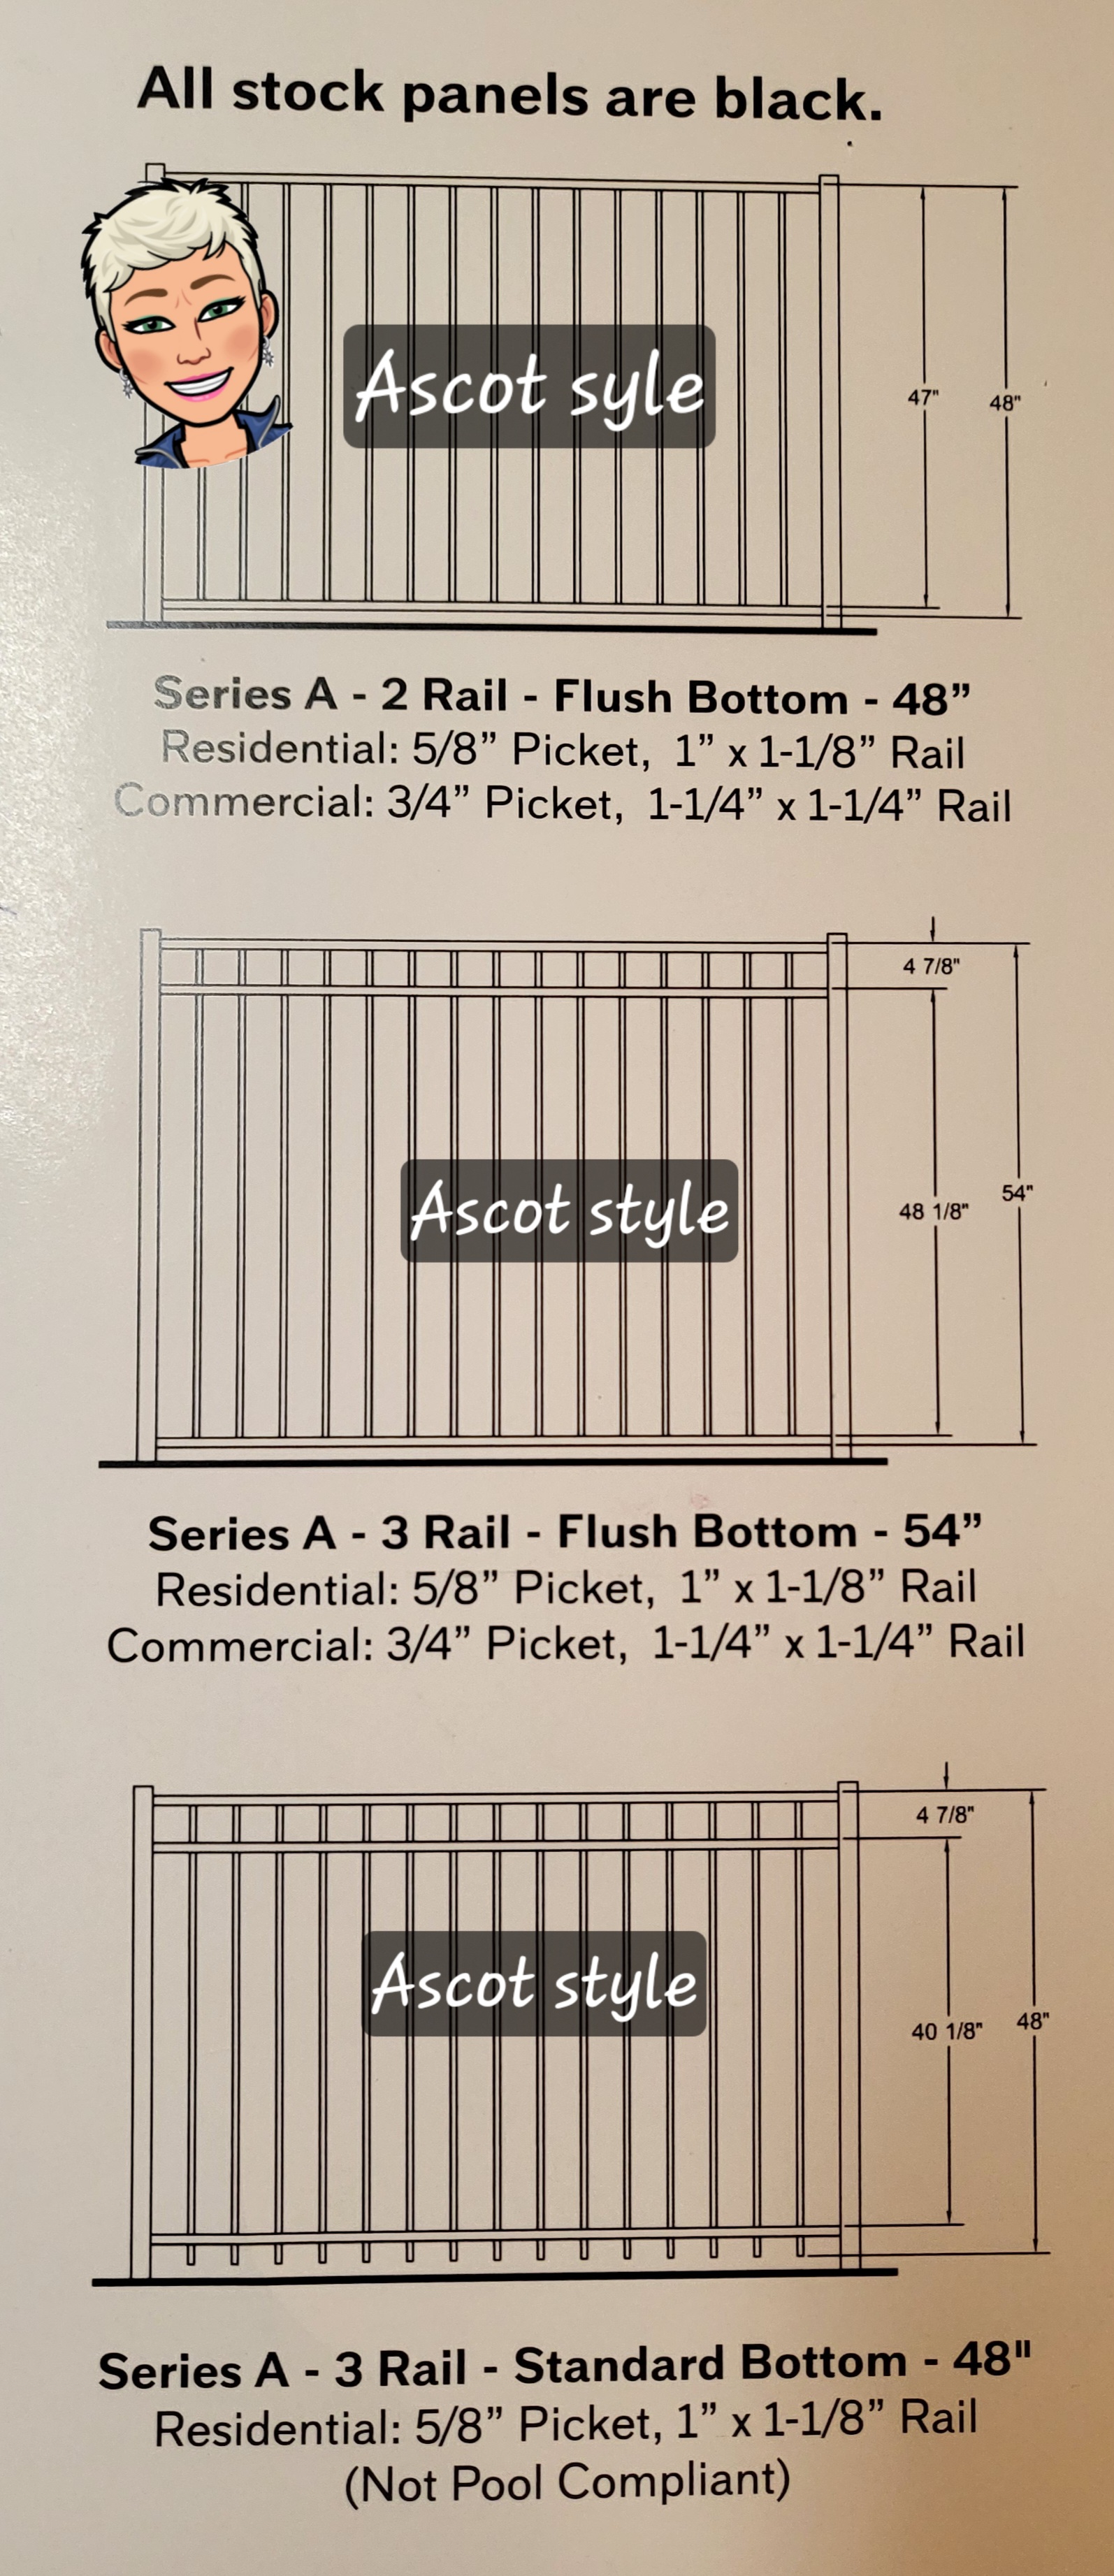 All stock panels are black.
Ascot syle
47"
48"
Series A - 2 Rail - Flush Bottom - 48”
Residential: 5/8” Picket, 1” x 1-1/8” Rail
Commercial: 3/4” Picket, 1-1/4” x 1-1/4” Rail
4 7/8"
Ascot style
48 1/8"
54"
Series A - 3 Rail - Flush Bottom - 54”
Residential: 5/8” Picket, 1” x 1-1/8” Rail
Commercial: 3/4” Picket, 1-1/4” x 1-1/4” Rail
4 7/8"
Ascot style
40 1/8"
48"
Series A - 3 Rail - Standard Bottom - 48"
Residential: 5/8” Picket, 1” x 1-1/8” Rail
(Not Pool Compliant)